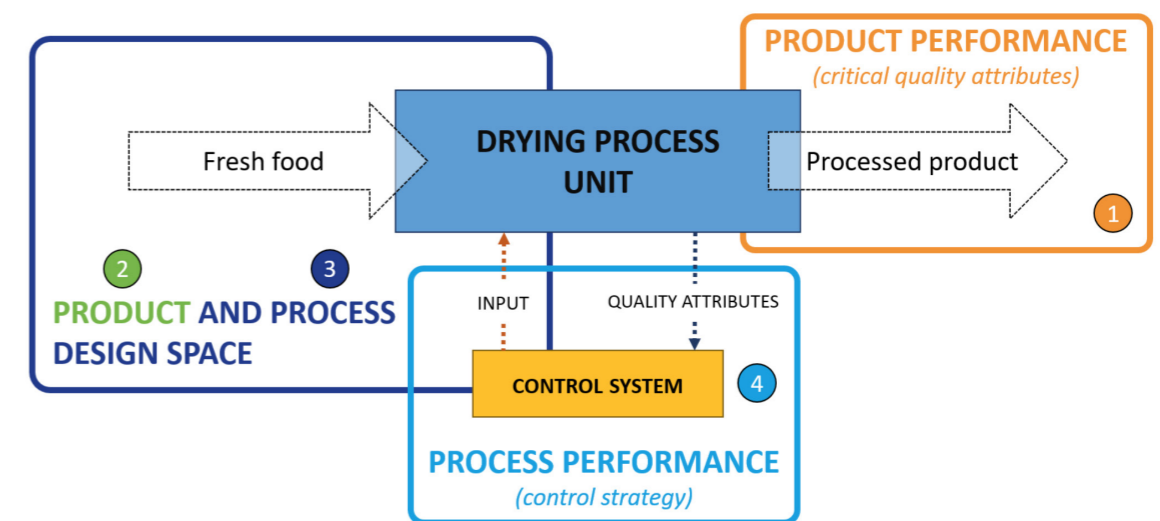 PRODUCT PERFORMANCE
(critical quality attributes)
DRYING PROCESS
UNIT
Fresh food
Processed product
1
2
3
INPUT
QUALITY ATTRIBUTES
PRODUCT AND PROCESS
DESIGN SPACE
CONTROL SYSTEM
4
PROCESS PERFORMANCE
(control strategy)